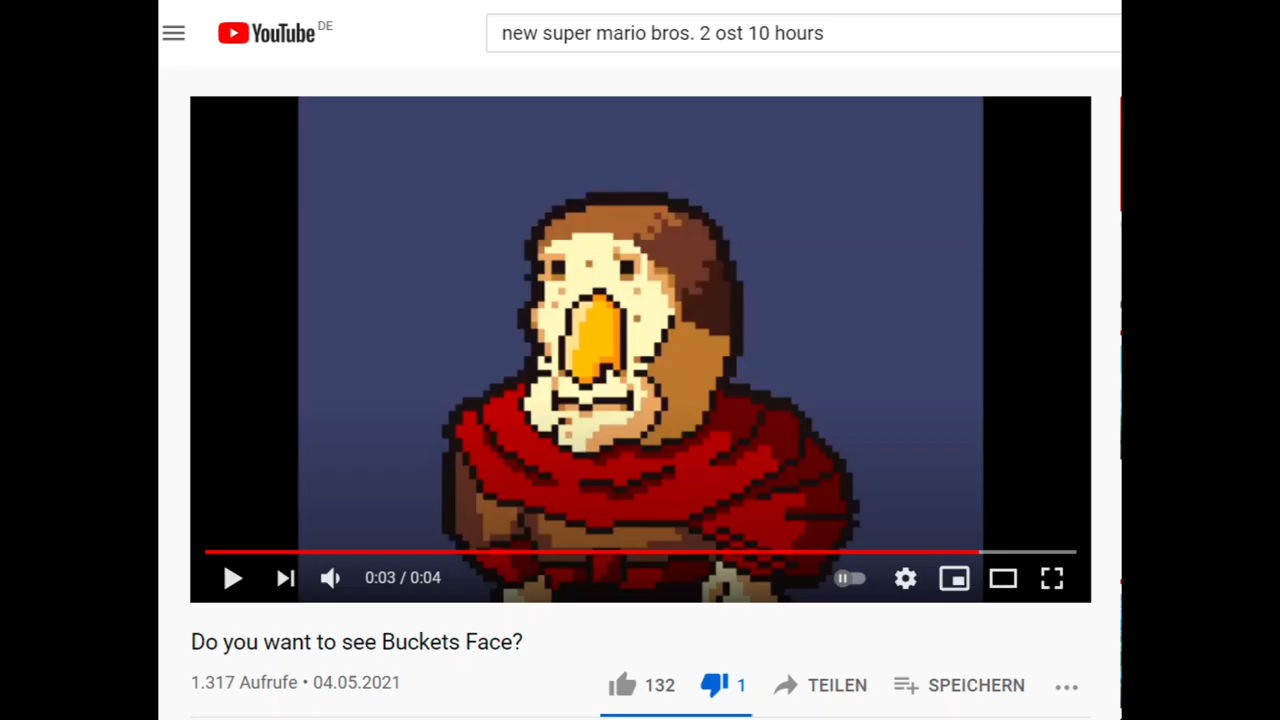 YouTube DE
new super mario bros. 2 ost 10 hours
0:03 / 0:04
Do you want to see Buckets Face?
1.317 Aufrufe • 04.05.2021
132 1 TEILEN SPEICHERN